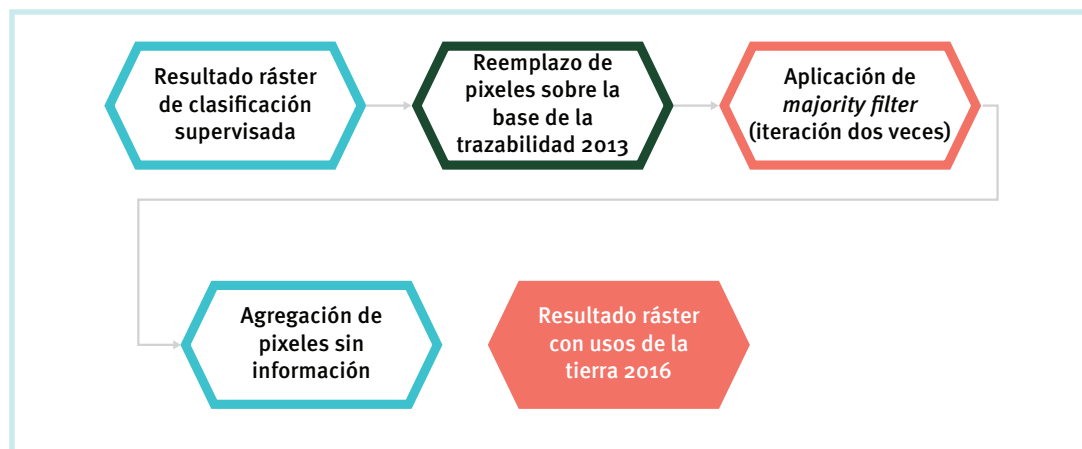 Resultado ráster
de clasificación
supervisada
Reemplazo de
pixeles sobre la
base de la
trazabilidad 2013
Aplicación de
majority filter
(iteración dos veces)
Agregación de
pixeles sin
información
Resultado ráster
con usos de la
tierra 2016